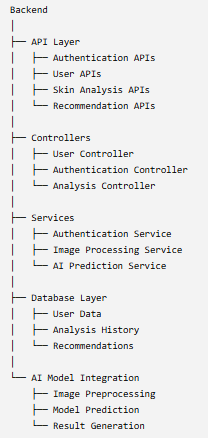 Backend
│
├── API Layer
│   ├── Authentication APIs
│   ├── User APIs
│   ├── Skin Analysis APIs
│   ├── Recommendation APIs
│
├── Controllers
│   ├── User Controller
│   ├── Authentication Controller
│   ├── Analysis Controller
│
├── Services
│   ├── Authentication Service
│   ├── Image Processing Service
│   ├── AI Prediction Service
│
├── Database Layer
│   ├── User Data
│   ├── Analysis History
│   ├── Recommendations
│
└── AI Model Integration
    ├── Image Preprocessing
    ├── Model Prediction
    └── Result Generation